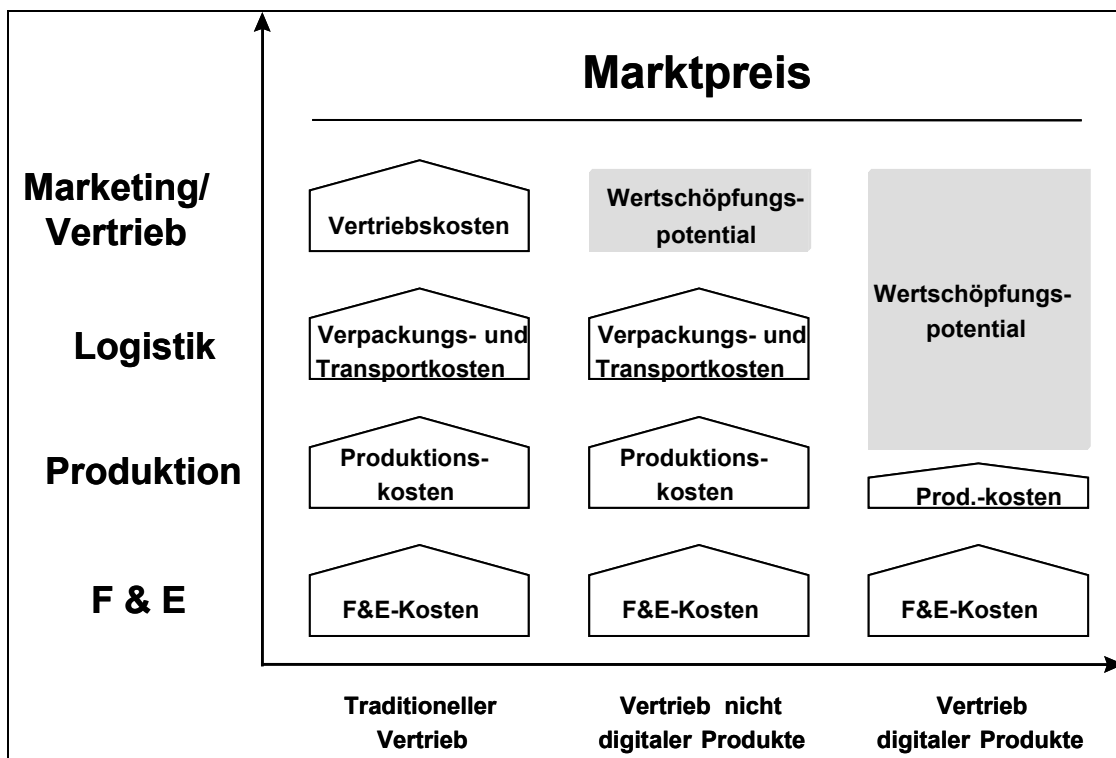 Marktpreis
Marketing/
Vertrieb
Vertriebskosten
Wertschöpfungs-
potential
Wertschöpfungs-
potential
Logistik
Verpackungs- und
Transportkosten
Verpackungs- und
Transportkosten
Produktion
Produktions-
kosten
Produktions-
kosten
Prod.-kosten
F & E
F&E-Kosten
F&E-Kosten
F&E-Kosten
Traditioneller
Vertrieb
Vertrieb nicht
digitaler Produkte
Vertrieb
digitaler Produkte